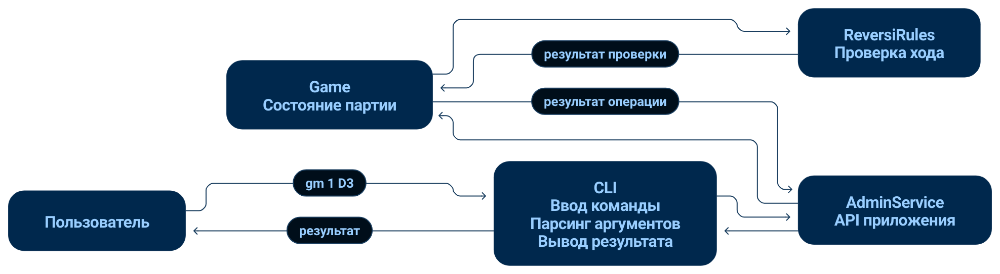 ReversiRules
Проверка хода
результат проверки
Game
Состояние партии
результат операции
gm 1 D3
CLI
Ввод команды
Парсинг аргументов
Вывод результата
AdminService
API приложения
Пользователь
результат